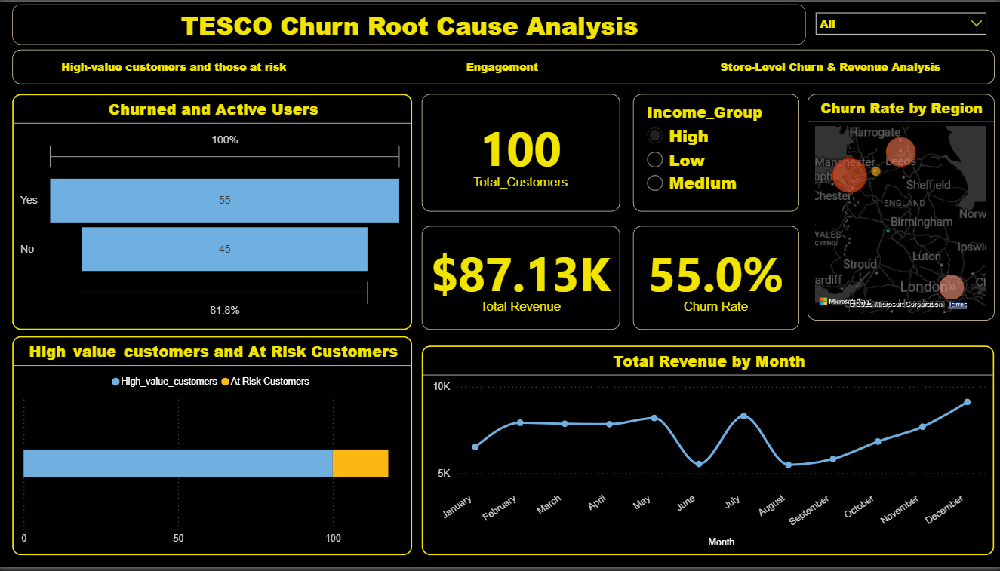 TESCO Churn Root Cause Analysis
All
High-value customers and those at risk
Engagement
Store-Level Churn & Revenue Analysis
Churned and Active Users
100%
Yes
55
No
45
81.8%
100
Total_Customers
Income_Group
High
Low
Medium
Churn Rate by Region
Harrogate
Manchester
Leeds
Sheffield
Chester
ENGLAND
Norw
Birmingham
WALES
CYMRU
Ipswi
Luton
Stroud
ardiff
London
Ch
© 2025 Microsoft Corporation
Terms
$87.13K
Total Revenue
55.0%
Churn Rate
High_value_customers and At Risk Customers
High_value_customers
At Risk Customers
0
50
100
Total Revenue by Month
10K
5K
January
February
March
April
May
June
July
August
September
October
November
December
Month